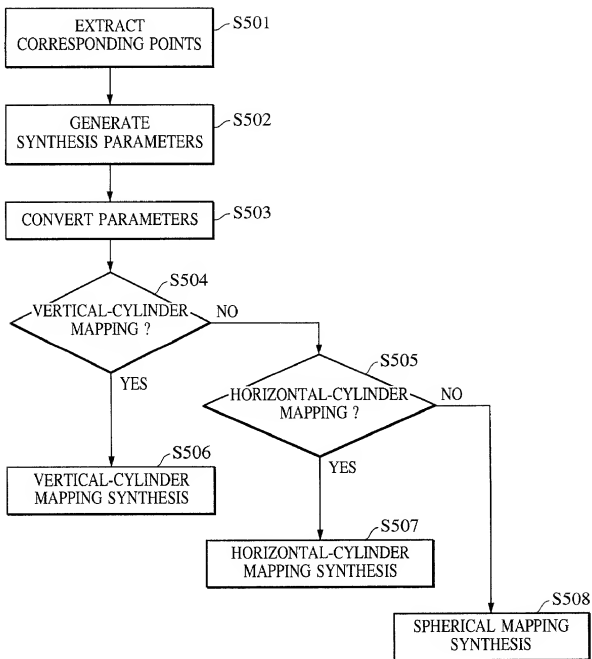 EXTRACT
CORRESPONDING POINTS
S501
GENERATE
SYNTHESIS PARAMETERS
S502
CONVERT PARAMETERS
S503
S504
VERTICAL-CYLINDER
MAPPING ?
NO
YES
S505
HORIZONTAL-CYLINDER
MAPPING ?
NO
YES
S506
VERTICAL-CYLINDER
MAPPING SYNTHESIS
S507
HORIZONTAL-CYLINDER
MAPPING SYNTHESIS
S508
SPHERICAL MAPPING
SYNTHESIS